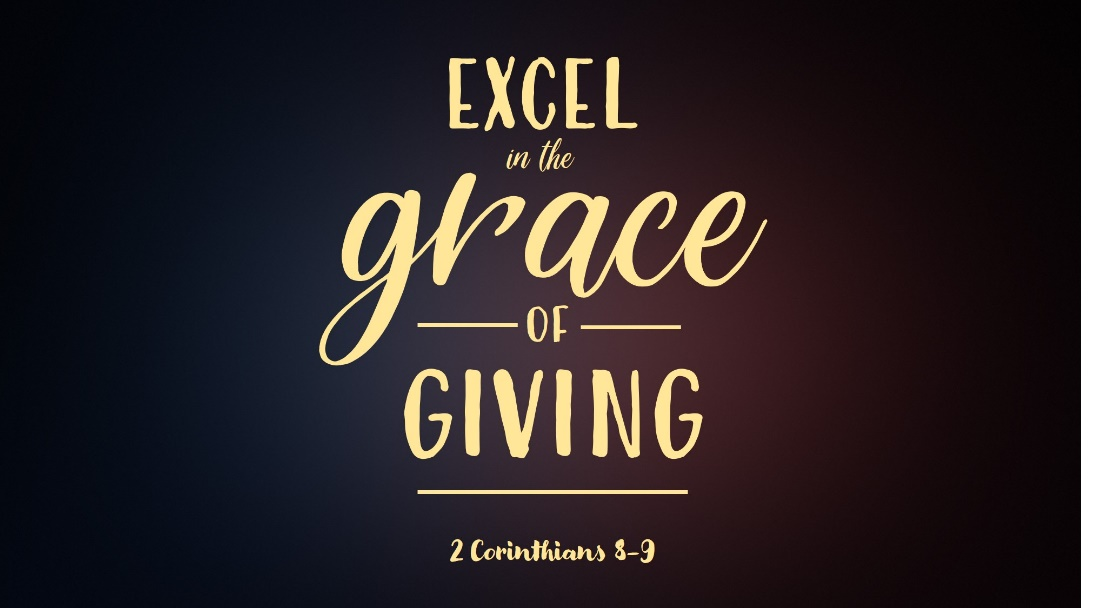 EXCEL
in the
grace
OF
GIVING
2 Corinthians 8-9